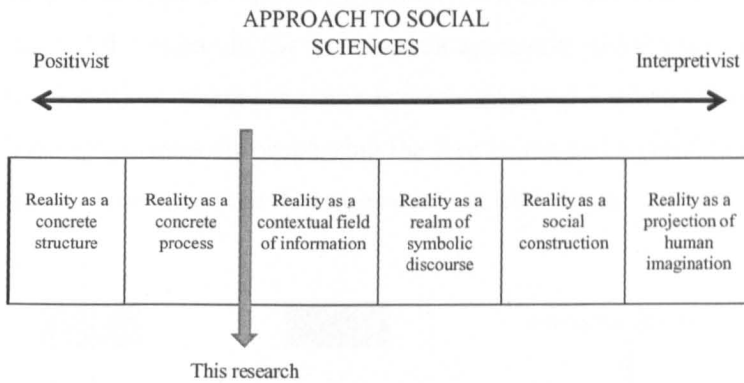 APPROACH TO SOCIAL
SCIENCES
Positivist
Interpretivist
Reality as a
concrete
structure
Reality as a
concrete
process
Reality as a
contextual field
of information
Reality as a
realm of
symbolic
discourse
Reality as a
social
construction
Reality as a
projection of
human
imagination
This research